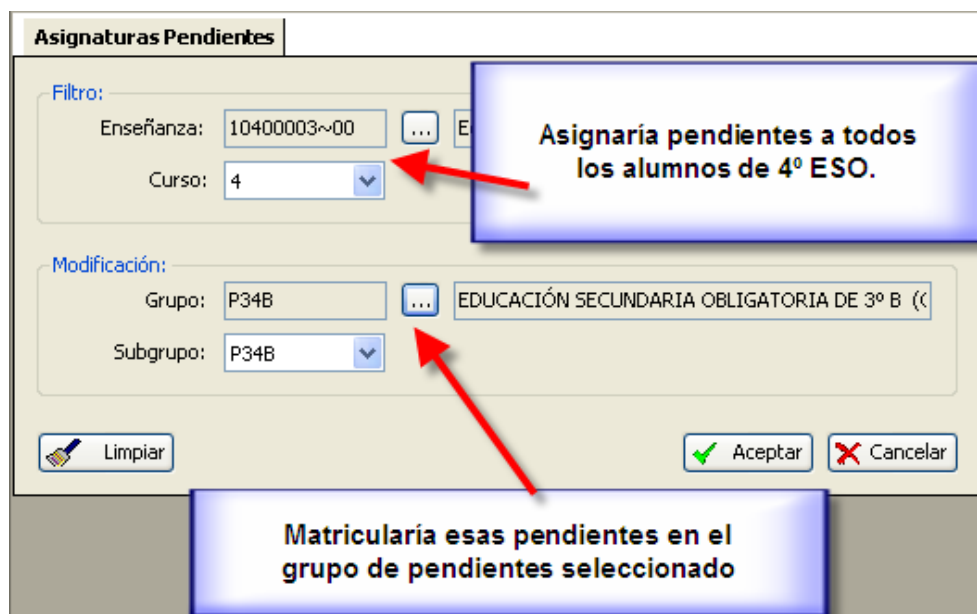 Asignaturas Pendientes
Filtro:
Enseñanza: 10400003~00 ...
Curso: 4
Asignaría pendientes a todos
los alumnos de 4º ESO.
Modificación:
Grupo: P34B ... EDUCACIÓN SECUNDARIA OBLIGATORIA DE 3º B
Subgrupo: P34B
Limpiar Aceptar Cancelar
Matricularía esas pendientes en el
grupo de pendientes seleccionado